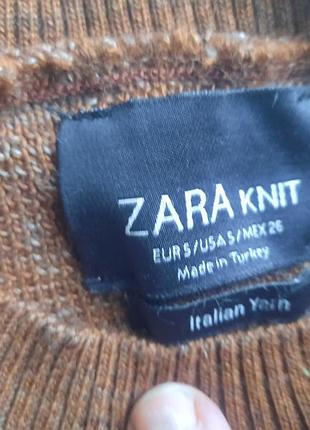 ZARA KNIT
EUR S/USA S/MEX 26
Made in Turkey
Italian Yarn